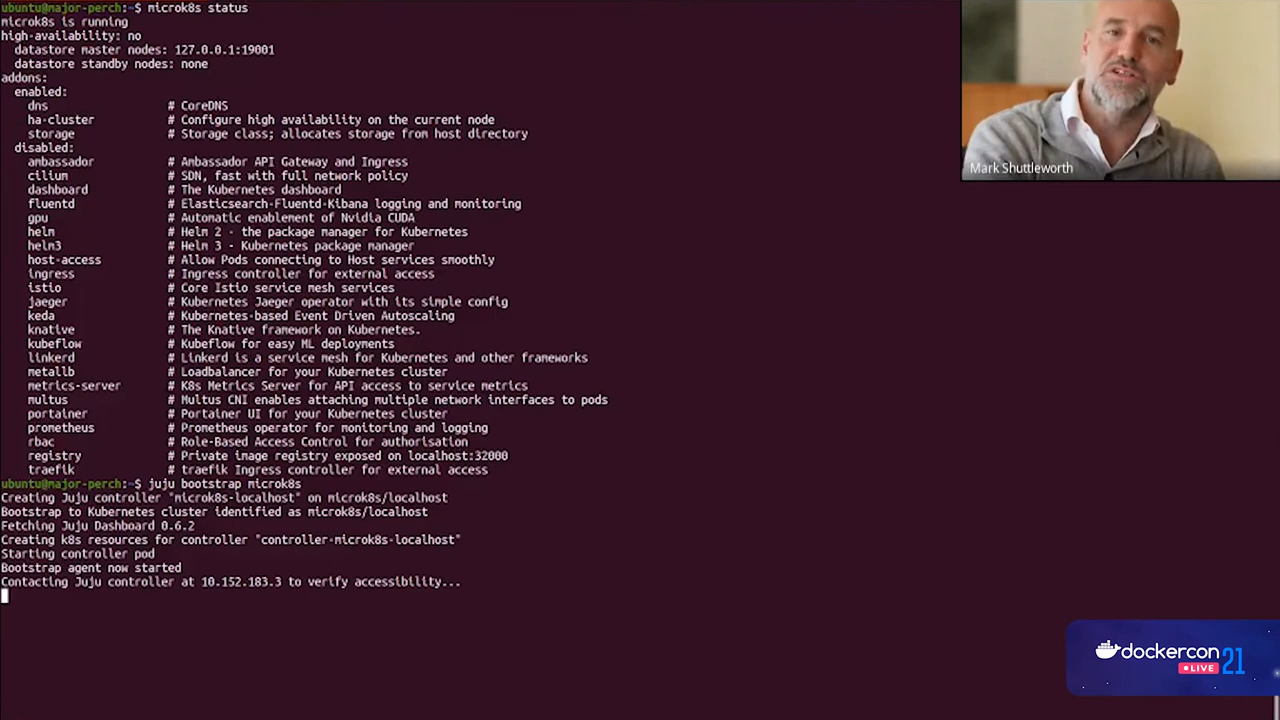 ubuntu@major-perch:~$ microk8s status
microk8s is running
high-availability: no
  datastore master nodes: 127.0.0.1:19001
  datastore standby nodes: none
addons:
  enabled:
    dns                  # CoreDNS
    ha-cluster           # Configure high availability on the current node
    storage              # Storage class; allocates storage from host directory
  disabled:
    ambassador           # Ambassador API Gateway and Ingress
    cilium               # SDN, fast with full network policy
    dashboard            # The Kubernetes dashboard
    fluentd              # Elasticsearch-Fluentd-Kibana logging and monitoring
    gpu                  # Automatic enablement of Nvidia CUDA
    helm                 # Helm 2 - the package manager for Kubernetes
    helm3                # Helm 3 - Kubernetes package manager
    host-access          # Allow Pods connecting to Host services smoothly
    ingress              # Ingress controller for external access
    istio                # Core Istio service mesh services
    jaeger               # Kubernetes Jaeger operator with its simple config
    keda                 # Kubernetes-based Event Driven Autoscaling
    knative              # The Knative framework on Kubernetes.
    kubeflow             # Kubeflow for easy ML deployments
    linkerd              # Linkerd is a service mesh for Kubernetes and other frameworks
    metallb              # Loadbalancer for your Kubernetes cluster
    metrics-server       # K8s Metrics Server for API access to service metrics
    multus               # Multus CNI enables attaching multiple network interfaces to pods
    portainer            # Portainer UI for your Kubernetes cluster
    prometheus           # Prometheus operator for monitoring and logging
    rbac                 # Role-Based Access Control for authorisation
    registry             # Private image registry exposed on localhost:32000
    traefik              # traefik Ingress controller for external access
ubuntu@major-perch:~$ juju bootstrap microk8s
Creating Juju controller "microk8s-localhost" on microk8s/localhost
Bootstrap to Kubernetes cluster identified as microk8s/localhost
Fetching Juju Dashboard 0.6.2
Creating k8s resources for controller "controller-microk8s-localhost"
Starting controller pod
Bootstrap agent now started
Contacting Juju controller at 10.152.183.3 to verify accessibility...
Mark Shuttleworth
dockercon
LIVE 21